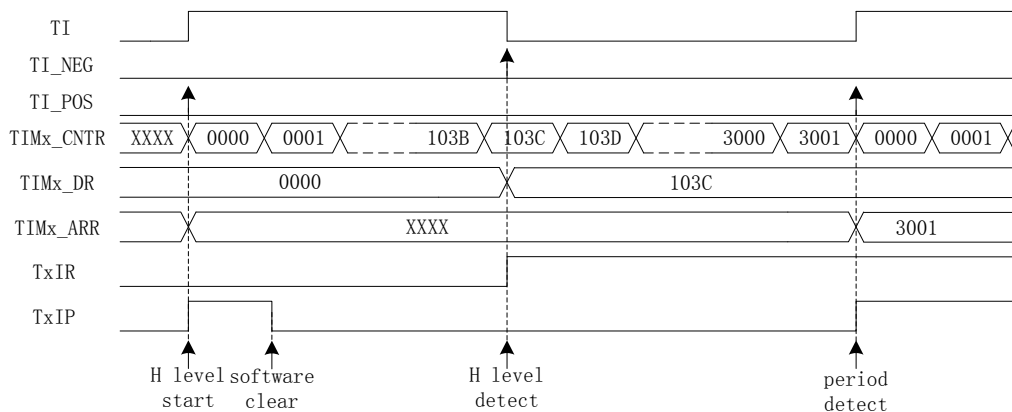 TI
TI_NEG
TI_POS
TIMx_CNTR XXXX 0000 0001 103B 103C 103D 3000 3001 0000 0001
TIMx_DR 0000 103C
TIMx_ARR XXXX 3001
TxIR
TxIP
H level start
software clear
H level detect
period detect